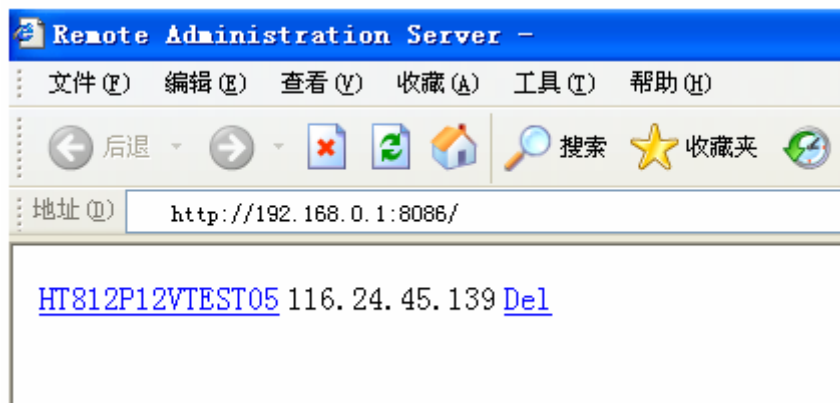 Remote Administration Server -
文件(F) 编辑(E) 查看(V) 收藏(A) 工具(T) 帮助(H)
后退 搜索 收藏夹
地址(D) http://192.168.0.1:8086/
HT812P12VTEST05 116.24.45.139 Del